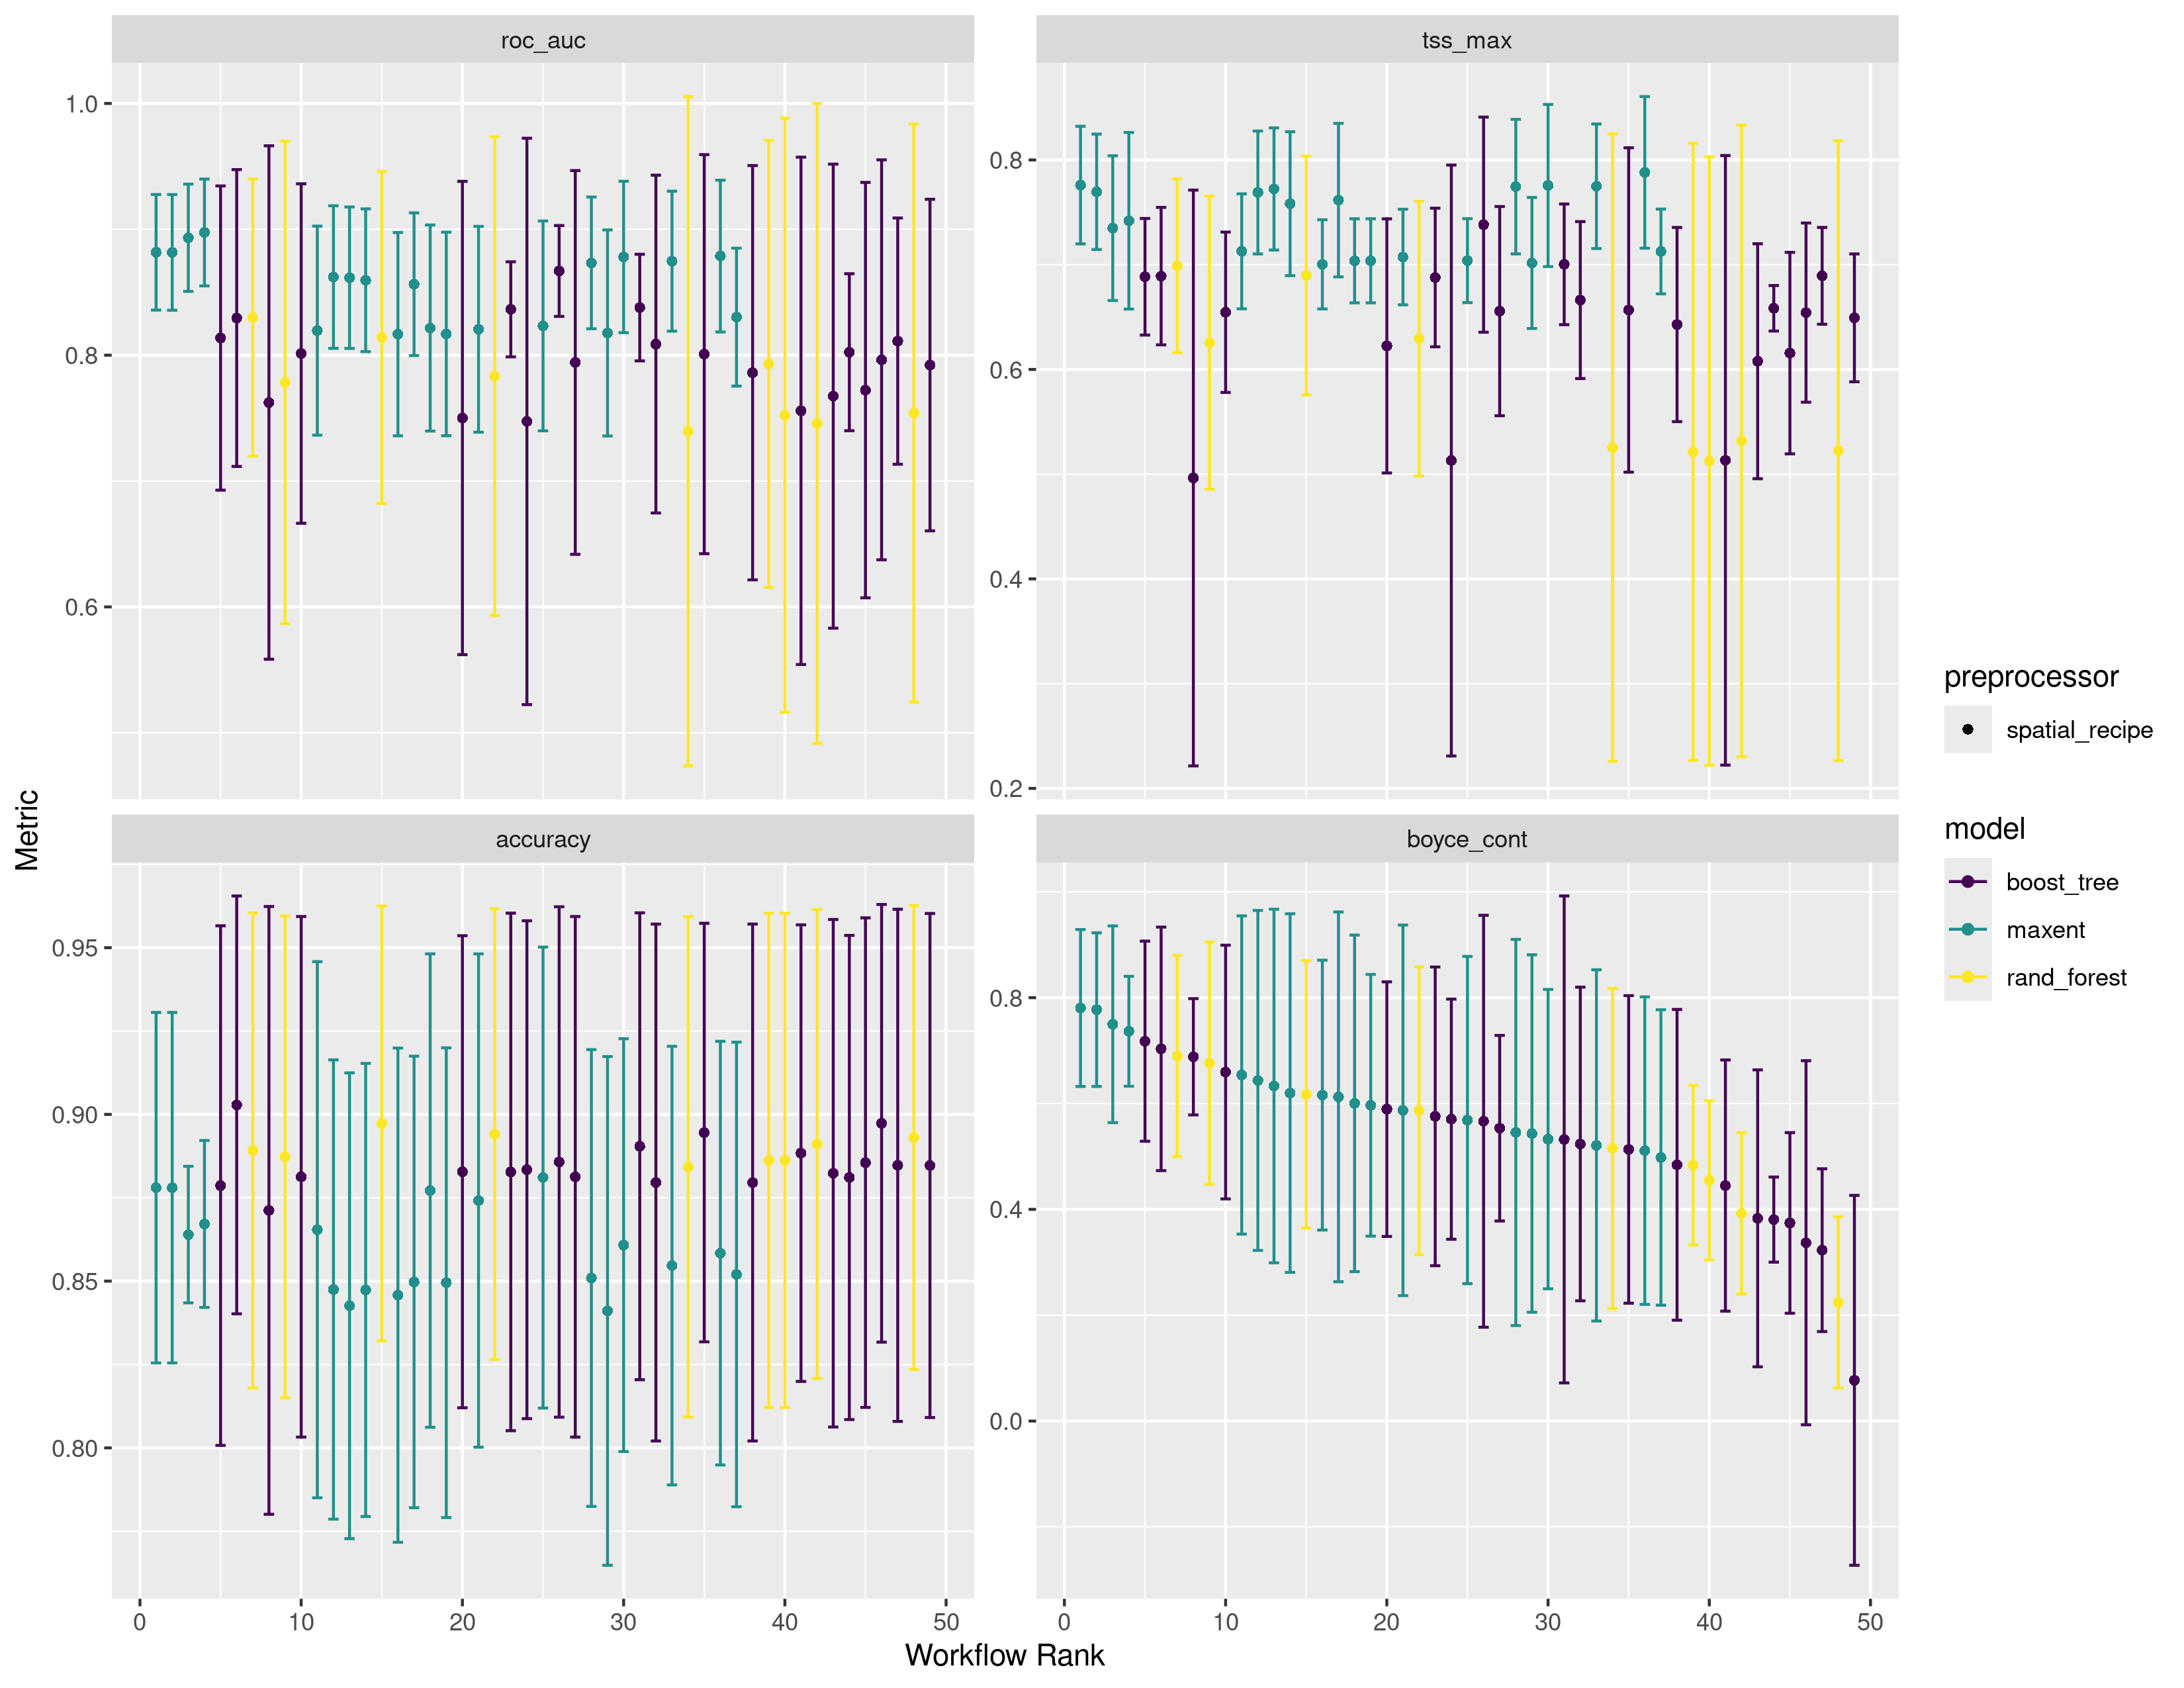 roc_auc
tss_max
1.0
0.8
0.6
0.8
0.6
0.4
0.2
Metric
accuracy
boyce_cont
0.95
0.90
0.85
0.80
0.8
0.4
0.0
0 10 20 30 40 50
0 10 20 30 40 50
Workflow Rank
preprocessor
spatial_recipe
model
boost_tree
maxent
rand_forest